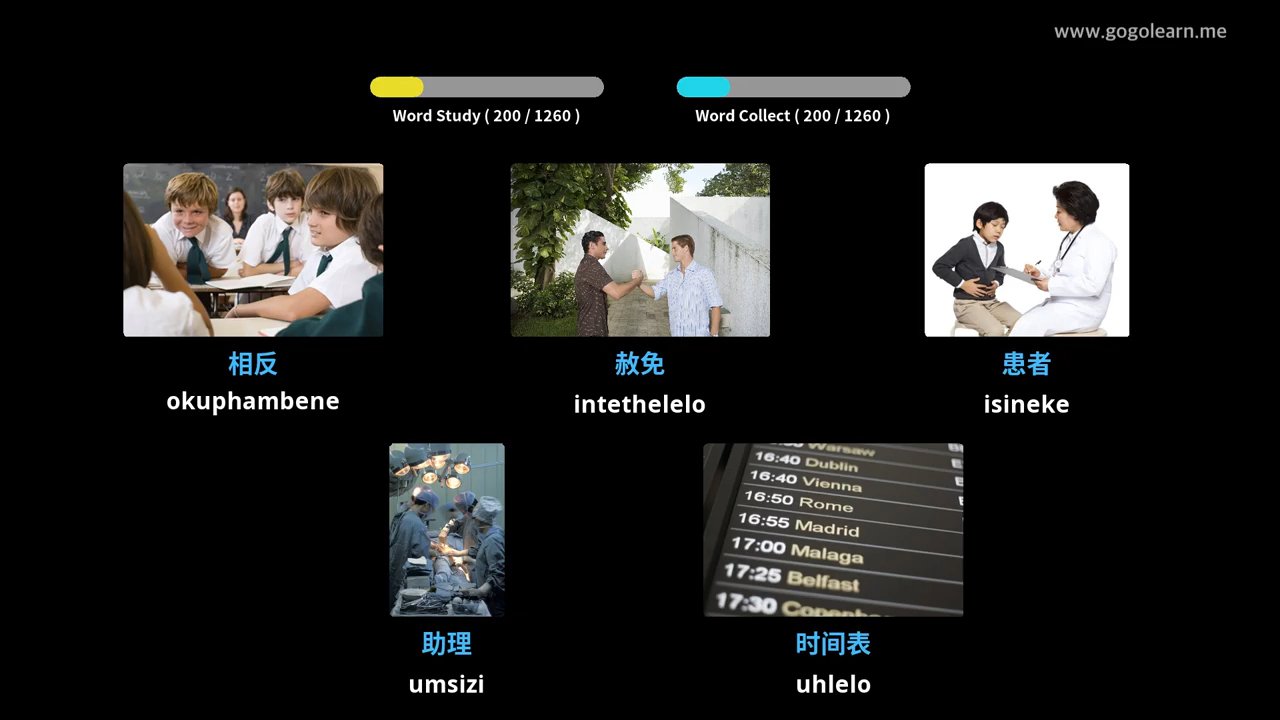 www.gogolearn.me
Word Study ( 200 / 1260 )
Word Collect ( 200 / 1260 )
相反
okuphambene
赦免
intethelelo
患者
isineke
Warsaw
16:40 Dublin
16:40 Vienna
16:50 Rome
16:55 Madrid
17:00 Malaga
17:25 Belfast
17:30
助理
umsizi
时间表
uhlelo